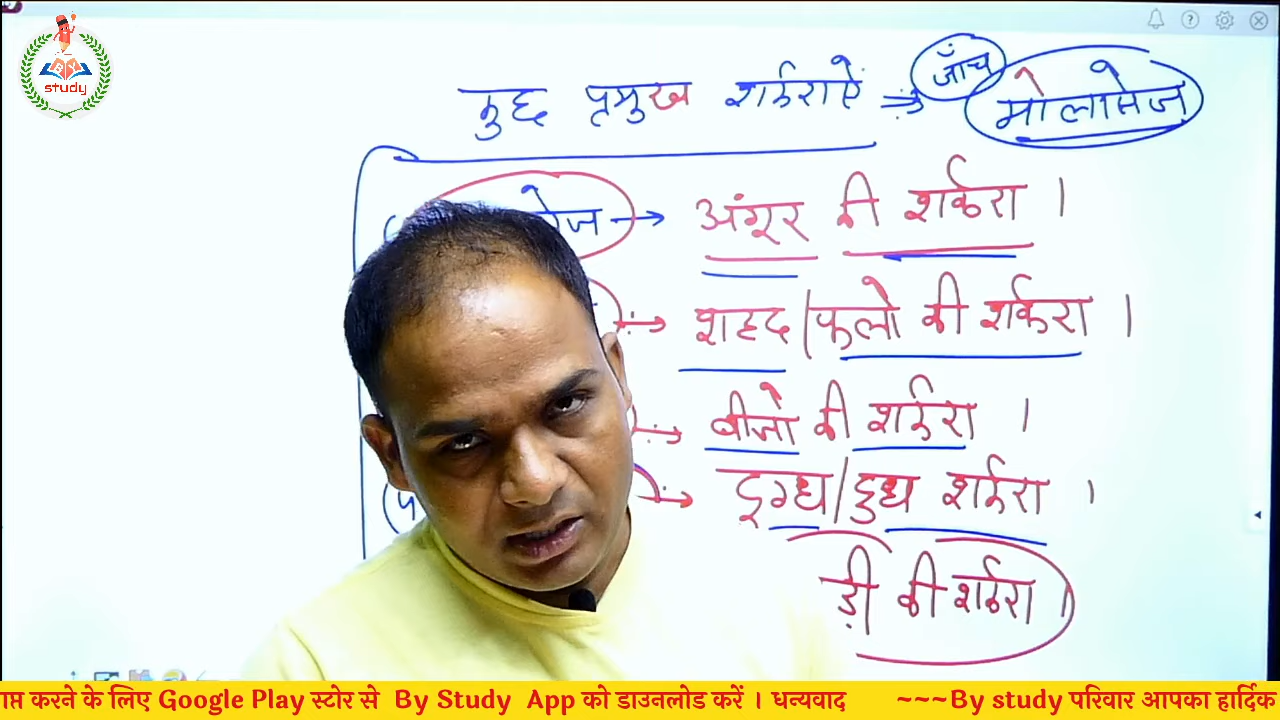 BY
study
कुछ प्रमुख शर्कराऐं ⇒ जाँच मोलासेज
→ अंगूर की शर्करा ।
→ शहद/फलो की शर्करा ।
→ बीजो की शर्करा ।
→ दुग्ध/दुध शर्करा ।
की शर्करा ।
करने के लिए Google Play स्टोर से By Study App को डाउनलोड करें । धन्यवाद ~~~By study परिवार आपका हार्दिक